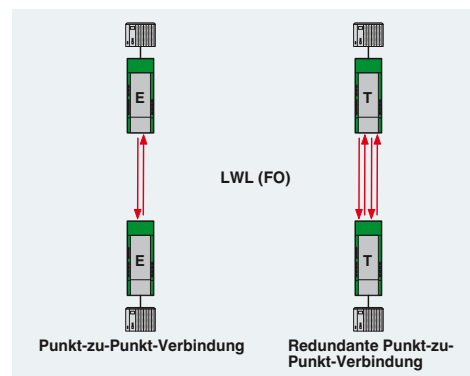 E
T
LWL (FO)
E
T
Punkt-zu-Punkt-Verbindung
Redundante Punkt-zu-
Punkt-Verbindung